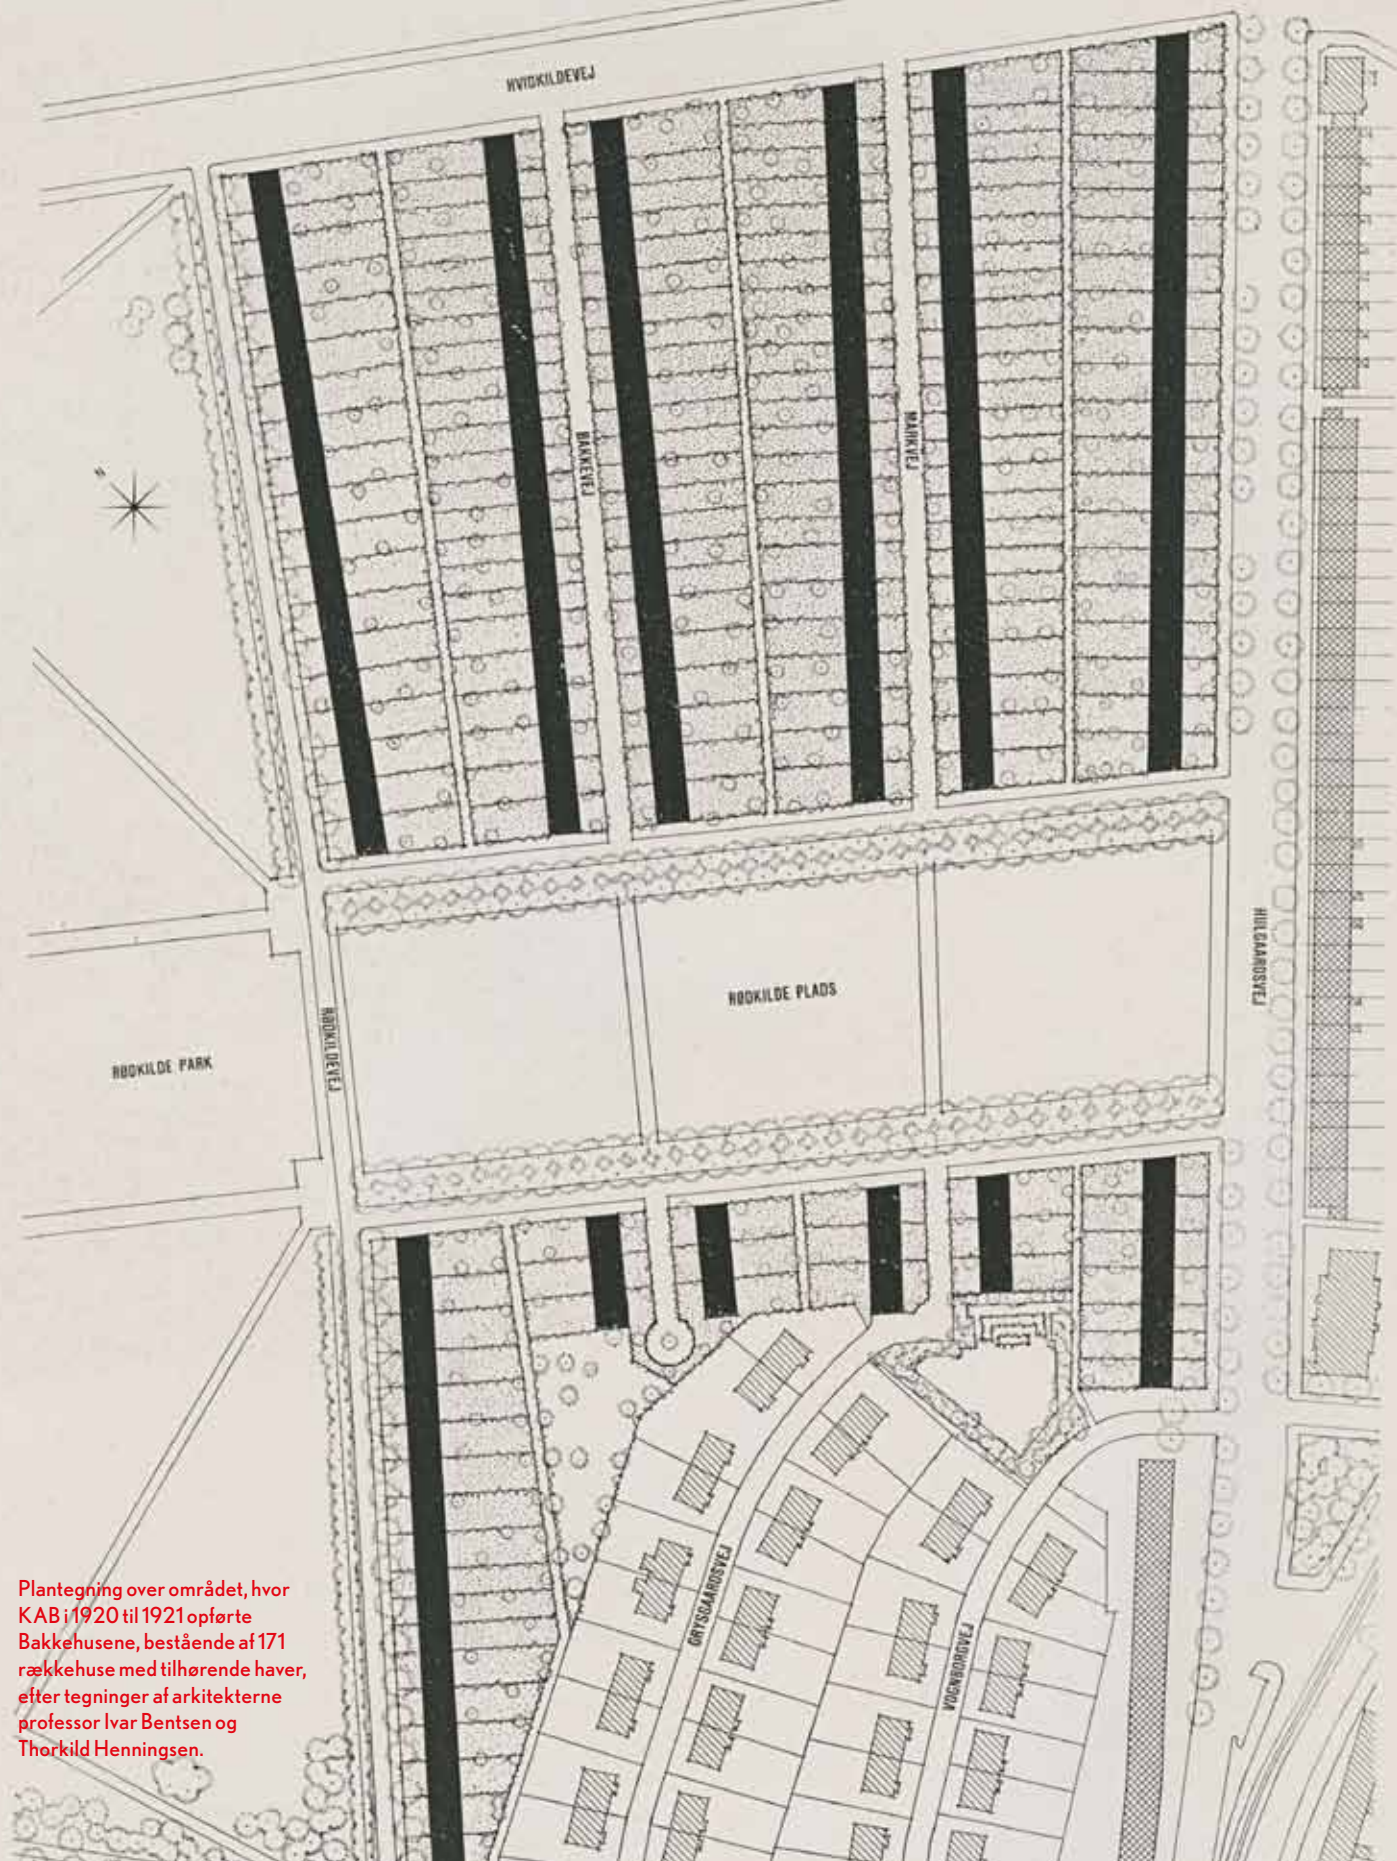 HVIDKILDEVEJ
BAKKEVEJ
MARKVEJ
HULGAARDSVEJ
RØDKILDE PLADS
RØDKILDEVEJ
RØDKILDE PARK
GRYSGAARDSVEJ
VOGNBORGVEJ
Plantegning over området, hvor
KAB i 1920 til 1921 opførte
Bakkehusene, bestående af 171
rækkehuse med tilhørende haver,
efter tegninger af arkitekterne
professor Ivar Bentsen og
Thorkild Henningsen.